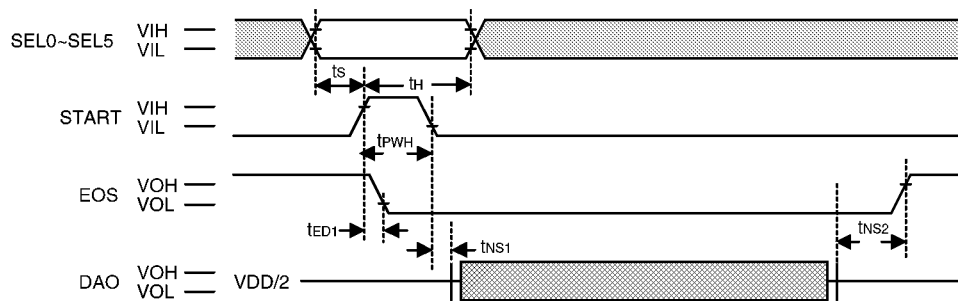 SEL0~SEL5 VIH
VIL
tS tH
START VIH
VIL
tPWH
EOS VOH
VOL
tED1 tNS1 tNS2
DAO VOH VDD/2
VOL